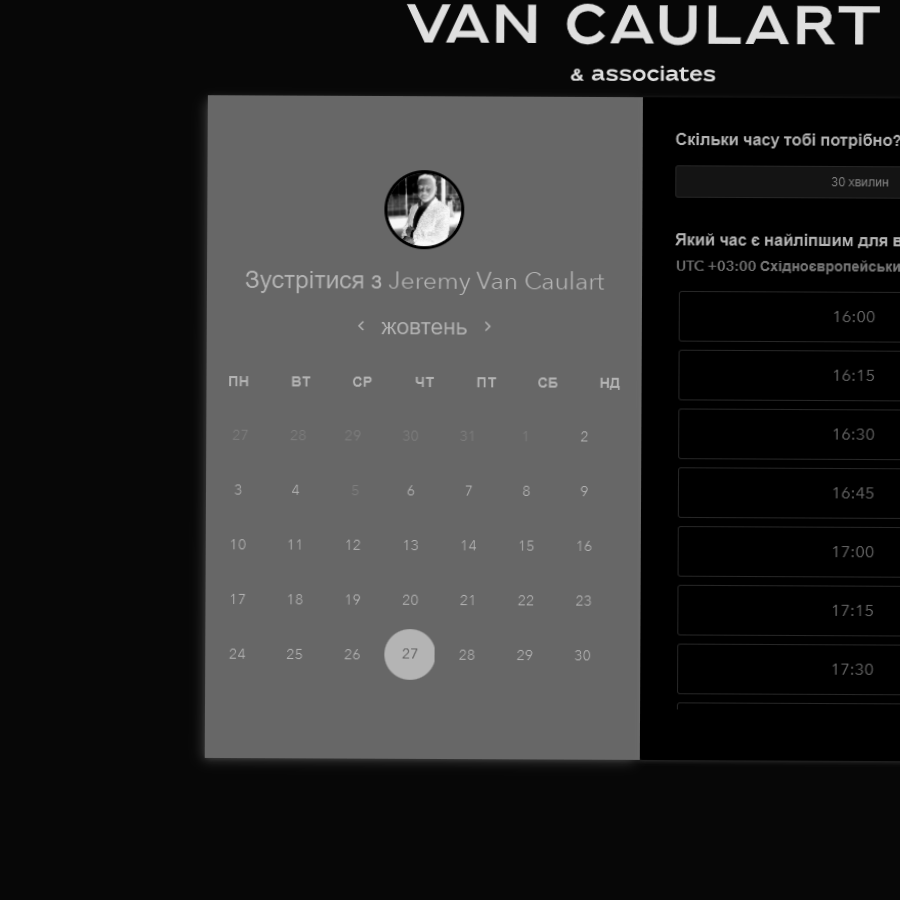 VAN CAULART
& associates
Зустрітися з Jeremy Van Caulart
жовтень
ПН ВТ СР ЧТ ПТ СБ НД
27 28 29 30 31 1 2
3 4 5 6 7 8 9
10 11 12 13 14 15 16
17 18 19 20 21 22 23
24 25 26 27 28 29 30
Скільки часу тобі потрібно?
30 хвилин
Який час є найліпшим для
UTC +03:00
16:00
16:15
16:30
16:45
17:00
17:15
17:30